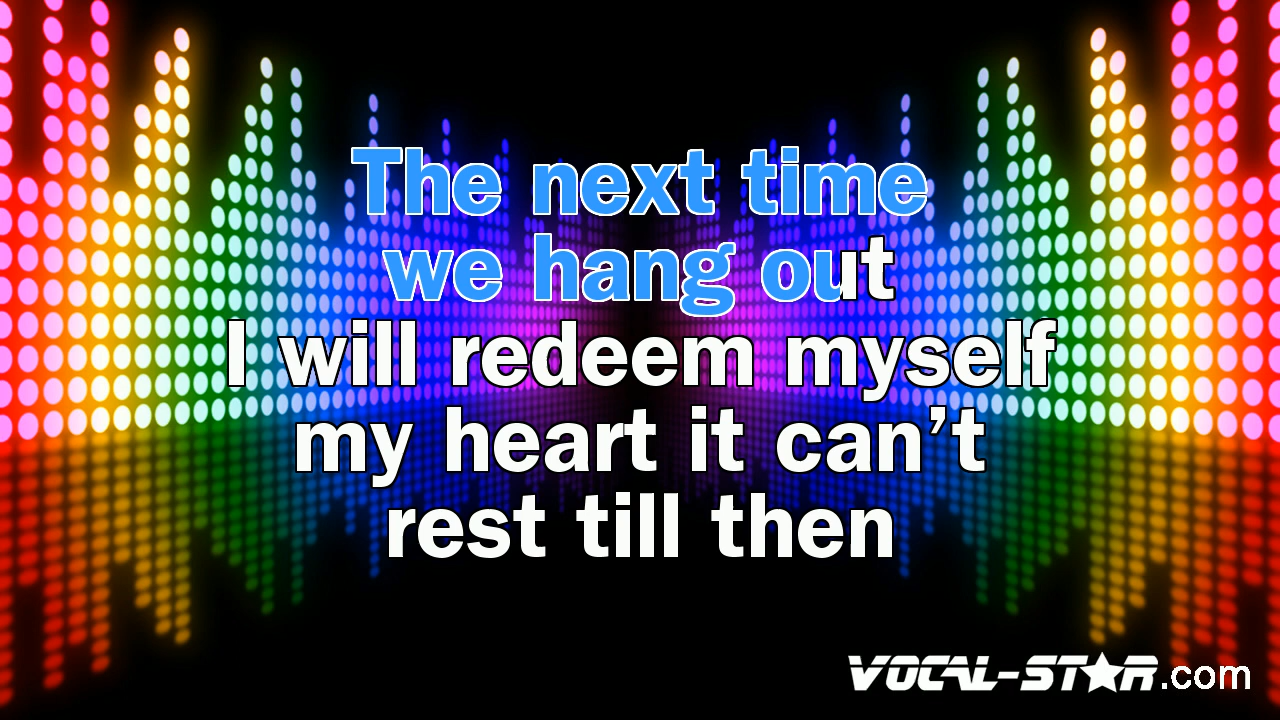 The next time
we hang out
I will redeem myself
my heart it can’t
rest till then
VOCAL-STAR.com